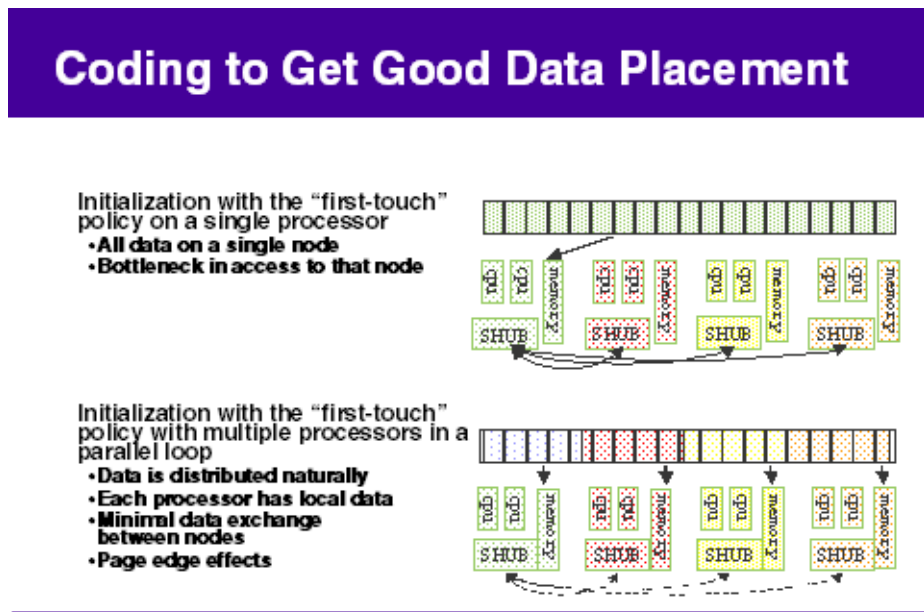 Coding to Get Good Data Placement
Initialization with the “first-touch”
policy on a single processor
•All data on a single node
•Bottleneck in access to that node
cpu cpu memory cpu cpu memory cpu cpu memory cpu cpu memory
SHUB SHUB SHUB SHUB
Initialization with the “first-touch”
policy with multiple processors in a
parallel loop
•Data is distributed naturally
•Each processor has local data
•Minimal data exchange
between nodes
•Page edge effects
cpu cpu memory cpu cpu memory cpu cpu memory cpu cpu memory
SHUB SHUB SHUB SHUB